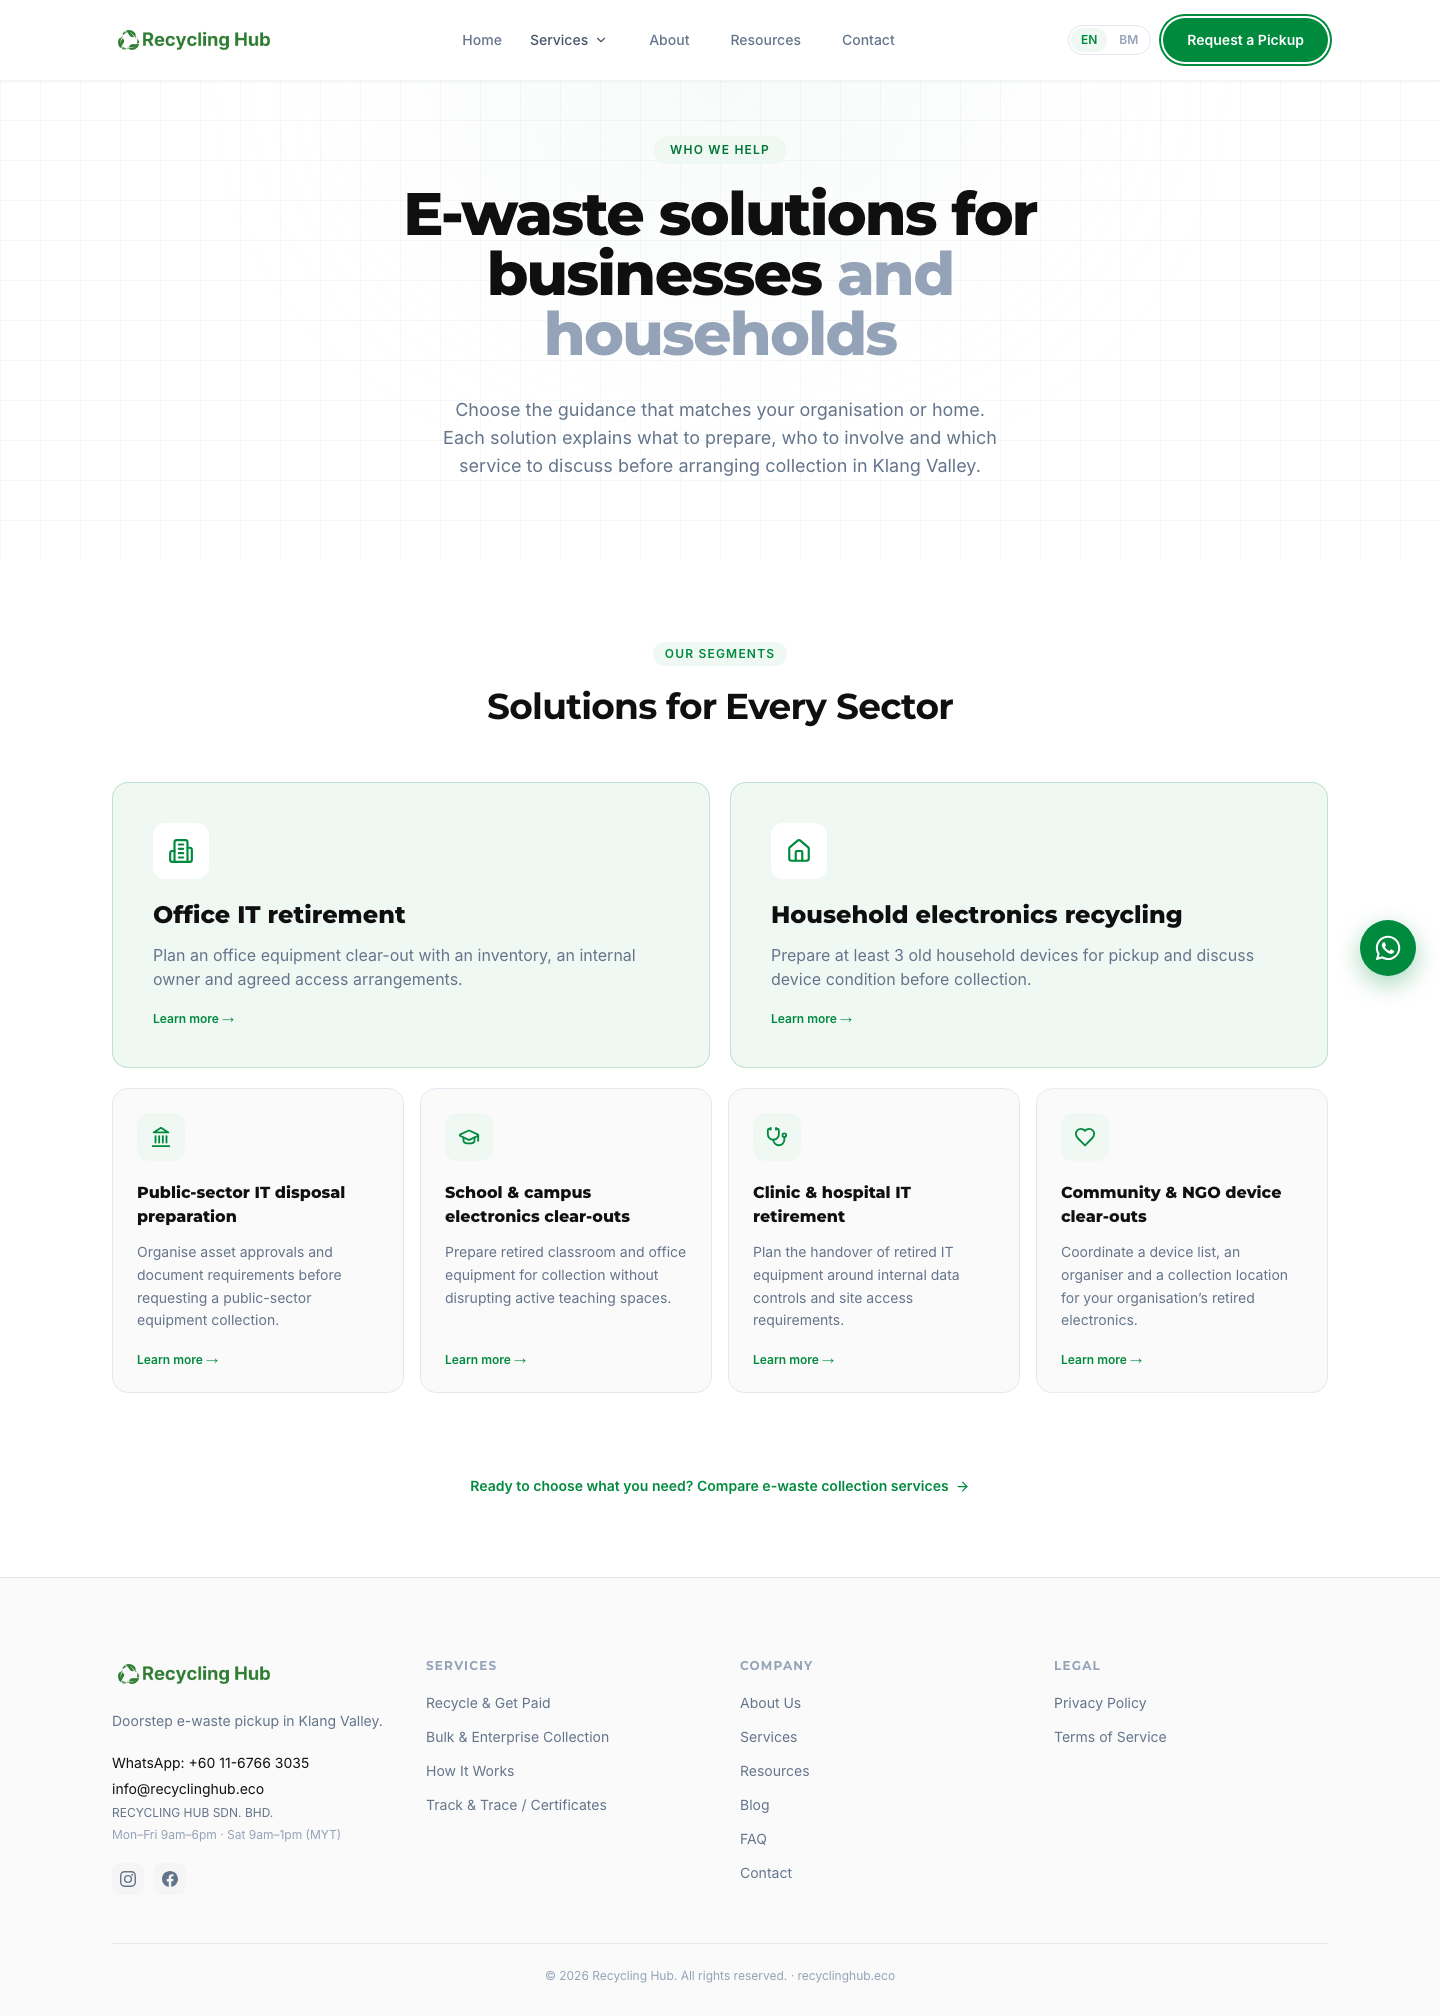 Recycling Hub
Home
Services
About
Resources
Contact
EN
BM
Request a Pickup
WHO WE HELP
E-waste solutions for
businesses and
households
Choose the guidance that matches your organisation or home.
Each solution explains what to prepare, who to involve and which
service to discuss before arranging collection in Klang Valley.
OUR SEGMENTS
Solutions for Every Sector
Office IT retirement
Plan an office equipment clear-out with an inventory, an internal
owner and agreed access arrangements.
Learn more →
Household electronics recycling
Prepare at least 3 old household devices for pickup and discuss
device condition before collection.
Learn more →
Public-sector IT disposal
preparation
Organise asset approvals and
document requirements before
requesting a public-sector
equipment collection.
Learn more →
School & campus
electronics clear-outs
Prepare retired classroom and office
equipment for collection without
disrupting active teaching spaces.
Learn more →
Clinic & hospital IT
retirement
Plan the handover of retired IT
equipment around internal data
controls and site access
requirements.
Learn more →
Community & NGO device
clear-outs
Coordinate a device list, an
organiser and a collection location
for your organisation’s retired
electronics.
Learn more →
Ready to choose what you need? Compare e-waste collection services →
Recycling Hub
Doorstep e-waste pickup in Klang Valley.
WhatsApp: +60 11-6766 3035
info@recyclinghub.eco
RECYCLING HUB SDN. BHD.
Mon–Fri 9am–6pm · Sat 9am–1pm (MYT)
SERVICES
Recycle & Get Paid
Bulk & Enterprise Collection
How It Works
Track & Trace / Certificates
COMPANY
About Us
Services
Resources
Blog
FAQ
Contact
LEGAL
Privacy Policy
Terms of Service
© 2026 Recycling Hub. All rights reserved. · recyclinghub.eco